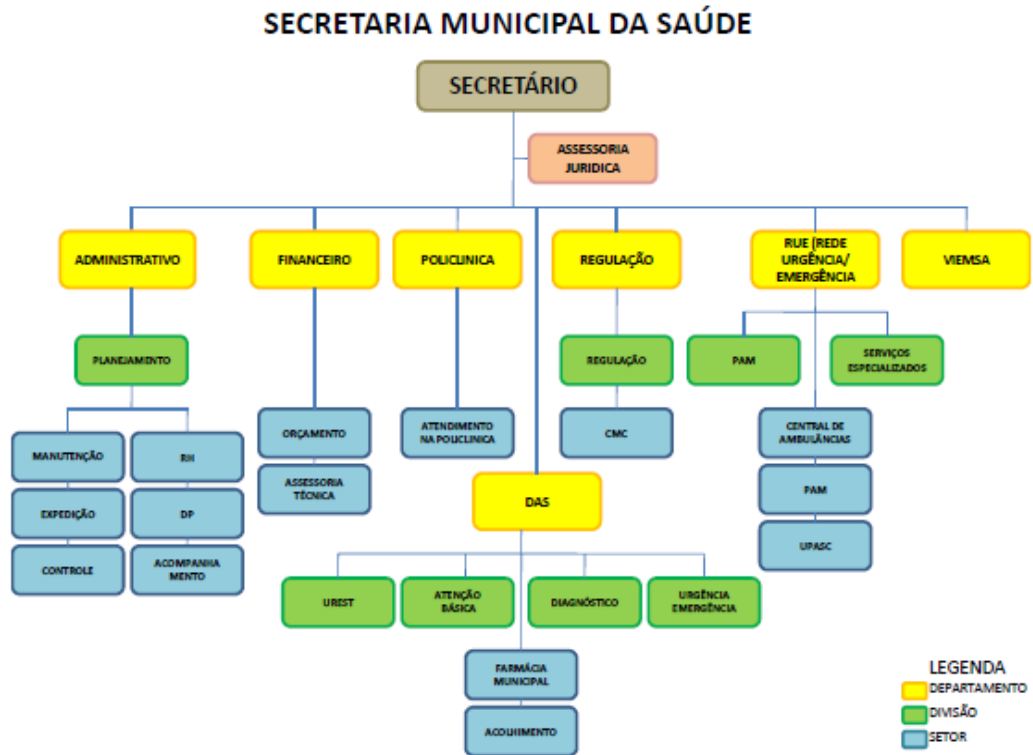 SECRETARIA MUNICIPAL DA SAÚDE
SECRETÁRIO
ASSESSORIA
JURIDICA
ADMINISTRATIVO
FINANCEIRO
POLICLINICA
REGULAÇÃO
RUE (REDE
URGÊNCIA/
EMERGÊNCIA
VIEMSA
PLANEJAMENTO
REGULAÇÃO
PAM
SERVIÇOS
ESPECIALIZADOS
MANUTENÇÃO
RH
ORÇAMENTO
ATENDIMENTO
NA POLICLINICA
CMC
CENTRAL DE
AMBULÂNCIAS
EXPEDIÇÃO
DP
ASSESSORIA
TÉCNICA
DAS
PAM
CONTROLE
ACOMPANHA
MENTO
UPASC
UREST
ATENÇÃO
BÁSICA
DIAGNÓSTICO
URGÊNCIA
EMERGÊNCIA
FARMÁCIA
MUNICIPAL
ACOLHIMENTO
LEGENDA
DEPARTAMENTO
DIVISÃO
SETOR